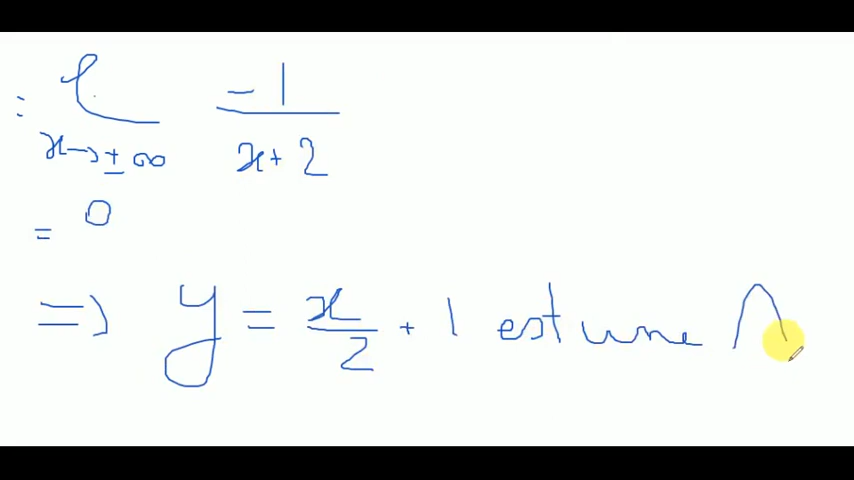 : l -1
x→±∞ x+2
= 0
⇒ y = x/2 + 1 est une A